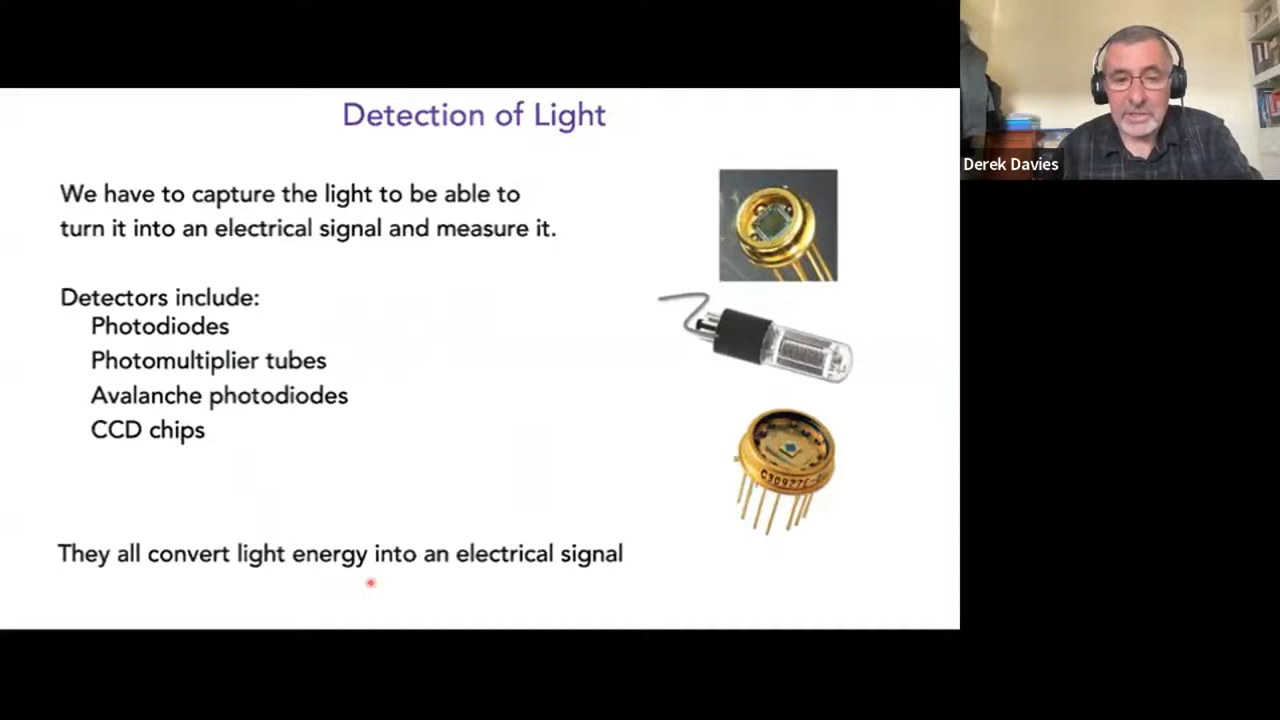 Detection of Light
We have to capture the light to be able to
turn it into an electrical signal and measure it.
Detectors include:
Photodiodes
Photomultiplier tubes
Avalanche photodiodes
CCD chips
They all convert light energy into an electrical signal
Derek Davies